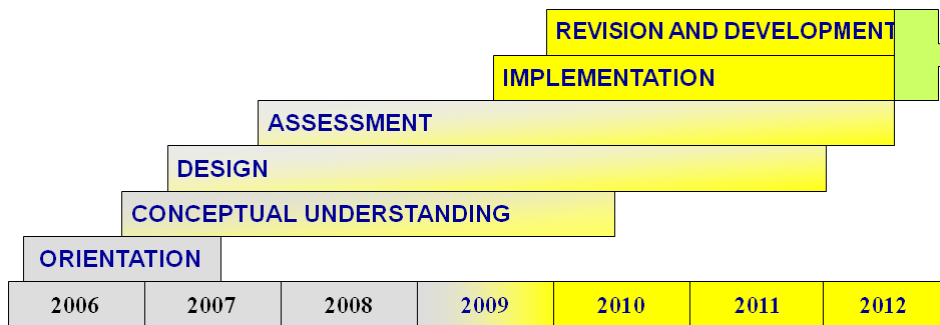 REVISION AND DEVELOPMENT
IMPLEMENTATION
ASSESSMENT
DESIGN
CONCEPTUAL UNDERSTANDING
ORIENTATION
2006 2007 2008 2009 2010 2011 2012